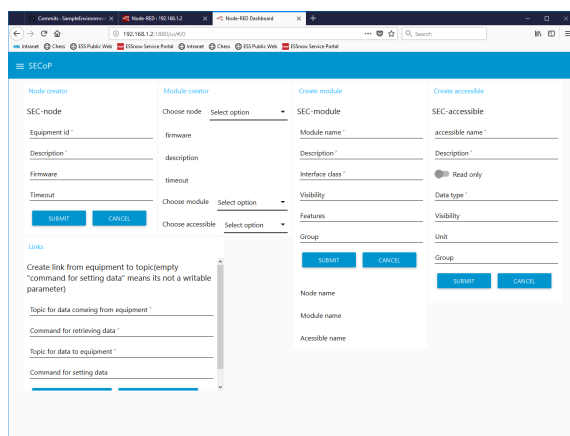 Commits · SampleEnvironmen
Node-RED : 192.168.1.2
Node-RED Dashboard
192.168.1.2:1880/ui/#/0
Search
Intranet
Chess
ESS Public Web
ESSnow Service Portal
Intranet
Chess
ESS Public Web
ESSnow Service Portal
SECoP
Node creator
SEC-node
Equipment id *
Description *
Firmware
Timeout
SUBMIT CANCEL
Links
Create link from equipment to topic(empty
"command for setting data" means its not a writable
parameter)
Topic for data comeing from equipment *
Command for retrieving data *
Topic for data to equipment *
Command for setting data
Module creator
Choose node Select option
firmware
description
timeout
Choose module Select option
Choose accessible Select option
Create module
SEC-module
Module name *
Description *
Interface class *
Visibility
Features
Group
SUBMIT CANCEL
Node name
Module name
Acessible name
Create accessible
SEC-accessible
accessible name *
Description *
Read only
Data type *
Visibility
Unit
Group
SUBMIT CANCEL